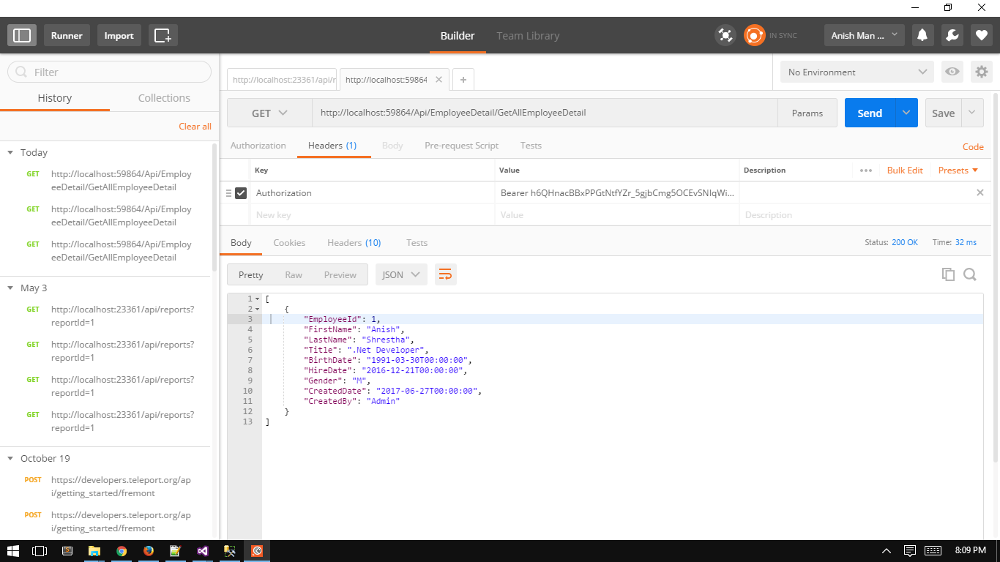 Runner
Import
Builder
Team Library
IN SYNC
Anish Man ...
Filter
History
Collections
Clear all
Today
GET http://localhost:59864/Api/Employ
eeDetail/GetAllEmployeeDetail
GET http://localhost:59864/Api/Employ
eeDetail/GetAllEmployeeDetail
GET http://localhost:59864/Api/Employ
eeDetail/GetAllEmployeeDetail
May 3
GET http://localhost:23361/api/reports?
reportId=1
GET http://localhost:23361/api/reports?
reportId=1
GET http://localhost:23361/api/reports?
reportId=1
GET http://localhost:23361/api/reports?
reportId=1
October 19
POST https://developers.teleport.org/ap
i/getting_started/fremont
POST https://developers.teleport.org/ap
i/getting_started/fremont
http://localhost:23361/api/r
http://localhost:59864
No Environment
GET
http://localhost:59864/Api/EmployeeDetail/GetAllEmployeeDetail
Params
Send
Save
Authorization
Headers (1)
Body
Pre-request Script
Tests
Code
Key
Value
Description
Bulk Edit
Presets
Authorization
Bearer h6QHnacBBxPPGtNtfYZr_5gjbCmg5OCEvSNIqWi...
New key
Value
Description
Body
Cookies
Headers (10)
Tests
Status: 200 OK
Time: 32 ms
Pretty
Raw
Preview
JSON
1 [
2 {
3 "EmployeeId": 1,
4 "FirstName": "Anish",
5 "LastName": "Shrestha",
6 "Title": ".Net Developer",
7 "BirthDate": "1991-03-30T00:00:00",
8 "HireDate": "2016-12-21T00:00:00",
9 "Gender": "M",
10 "CreatedDate": "2017-06-27T00:00:00",
11 "CreatedBy": "Admin"
12 }
13 ]
8:09 PM